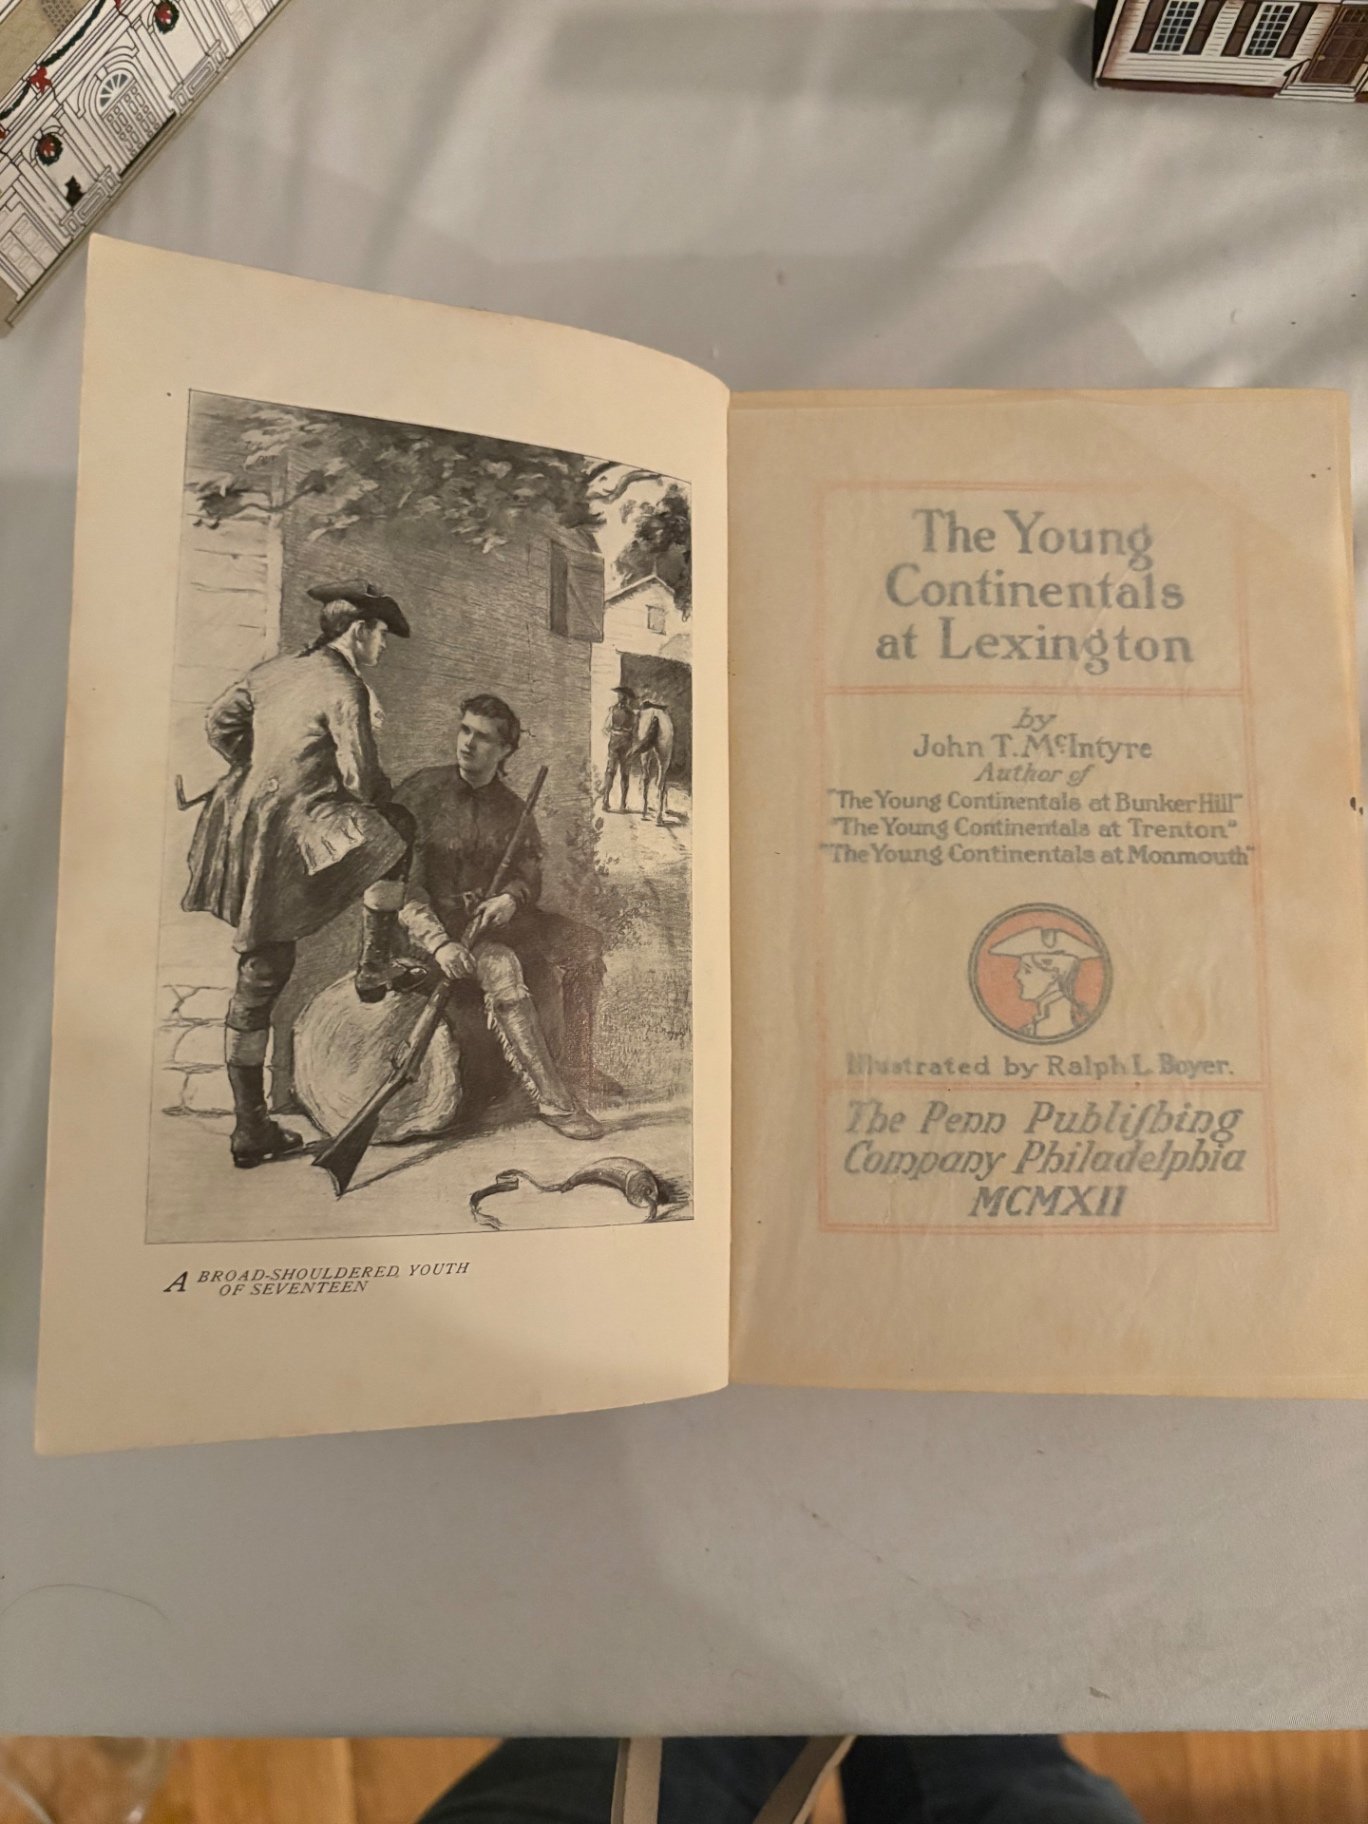 A BROAD-SHOULDERED YOUTH
OF SEVENTEEN
The Young
Continentals
at Lexington
by
John T. McIntyre
Author of
"The Young Continentals at Bunker Hill"
"The Young Continentals at Trenton"
"The Young Continentals at Monmouth"
Illustrated by Ralph L. Boyer.
The Penn Publiſhing
Company Philadelphia
MCMXII